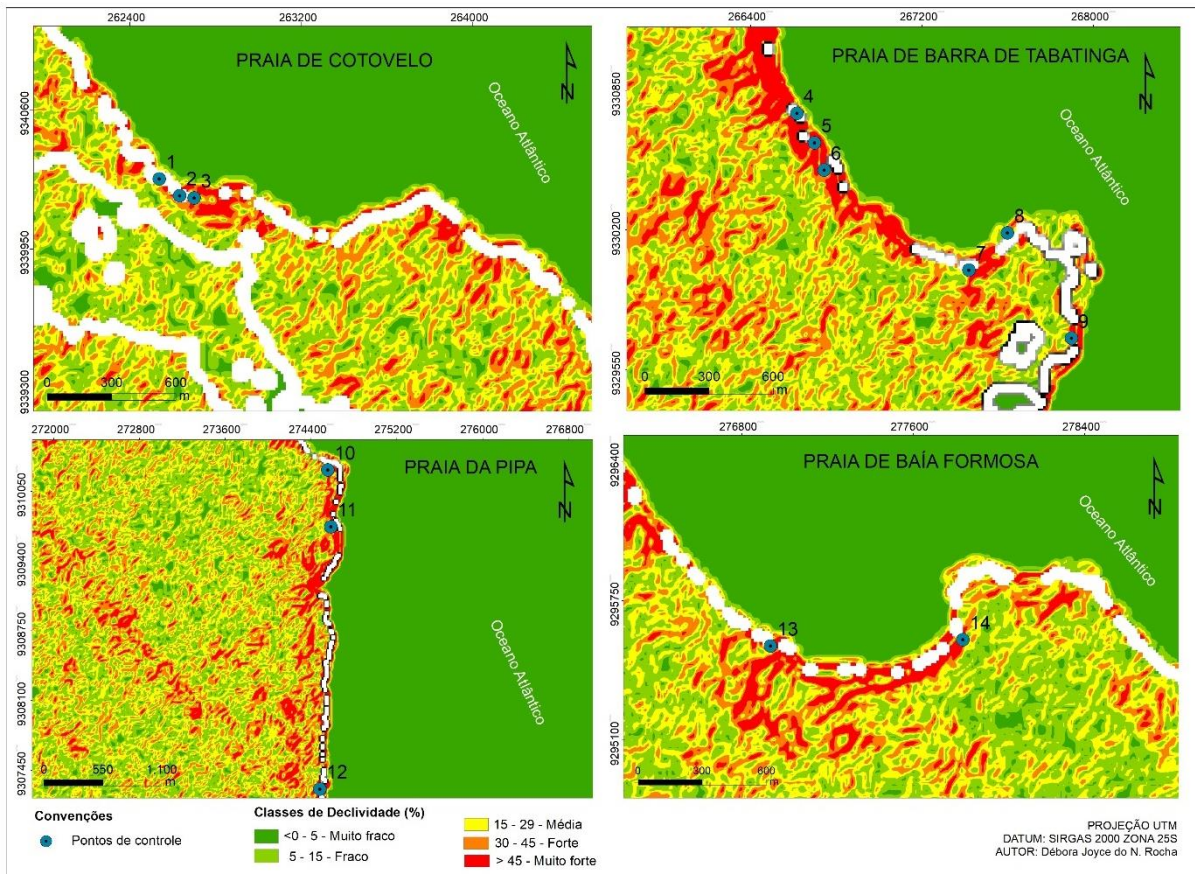 262400 263200 264000
PRAIA DE COTOVELO
Oceano Atlântico
N
9340600
9339950
9339300
1
2
3
0 300 600
m
266400 267200 268000
PRAIA DE BARRA DE TABATINGA
Oceano Atlântico
N
9330850
9330200
9329550
4
5
6
7
8
9
0 300 600
m
272000 272800 273600 274400 275200 276000 276800
PRAIA DA PIPA
Oceano Atlântico
N
9310050
9309400
9308750
9308100
9307450
10
11
12
0 550 1.100
m
276800 277600 278400
PRAIA DE BAÍA FORMOSA
Oceano Atlântico
N
9296400
9295750
9295100
13
14
0 300 600
m
Convenções
Pontos de controle
Classes de Declividade (%)
<0 - 5 - Muito fraco
5 - 15 - Fraco
15 - 29 - Média
30 - 45 - Forte
> 45 - Muito forte
PROJEÇÃO UTM
DATUM: SIRGAS 2000 ZONA 25S
AUTOR: Débora Joyce do N. Rocha